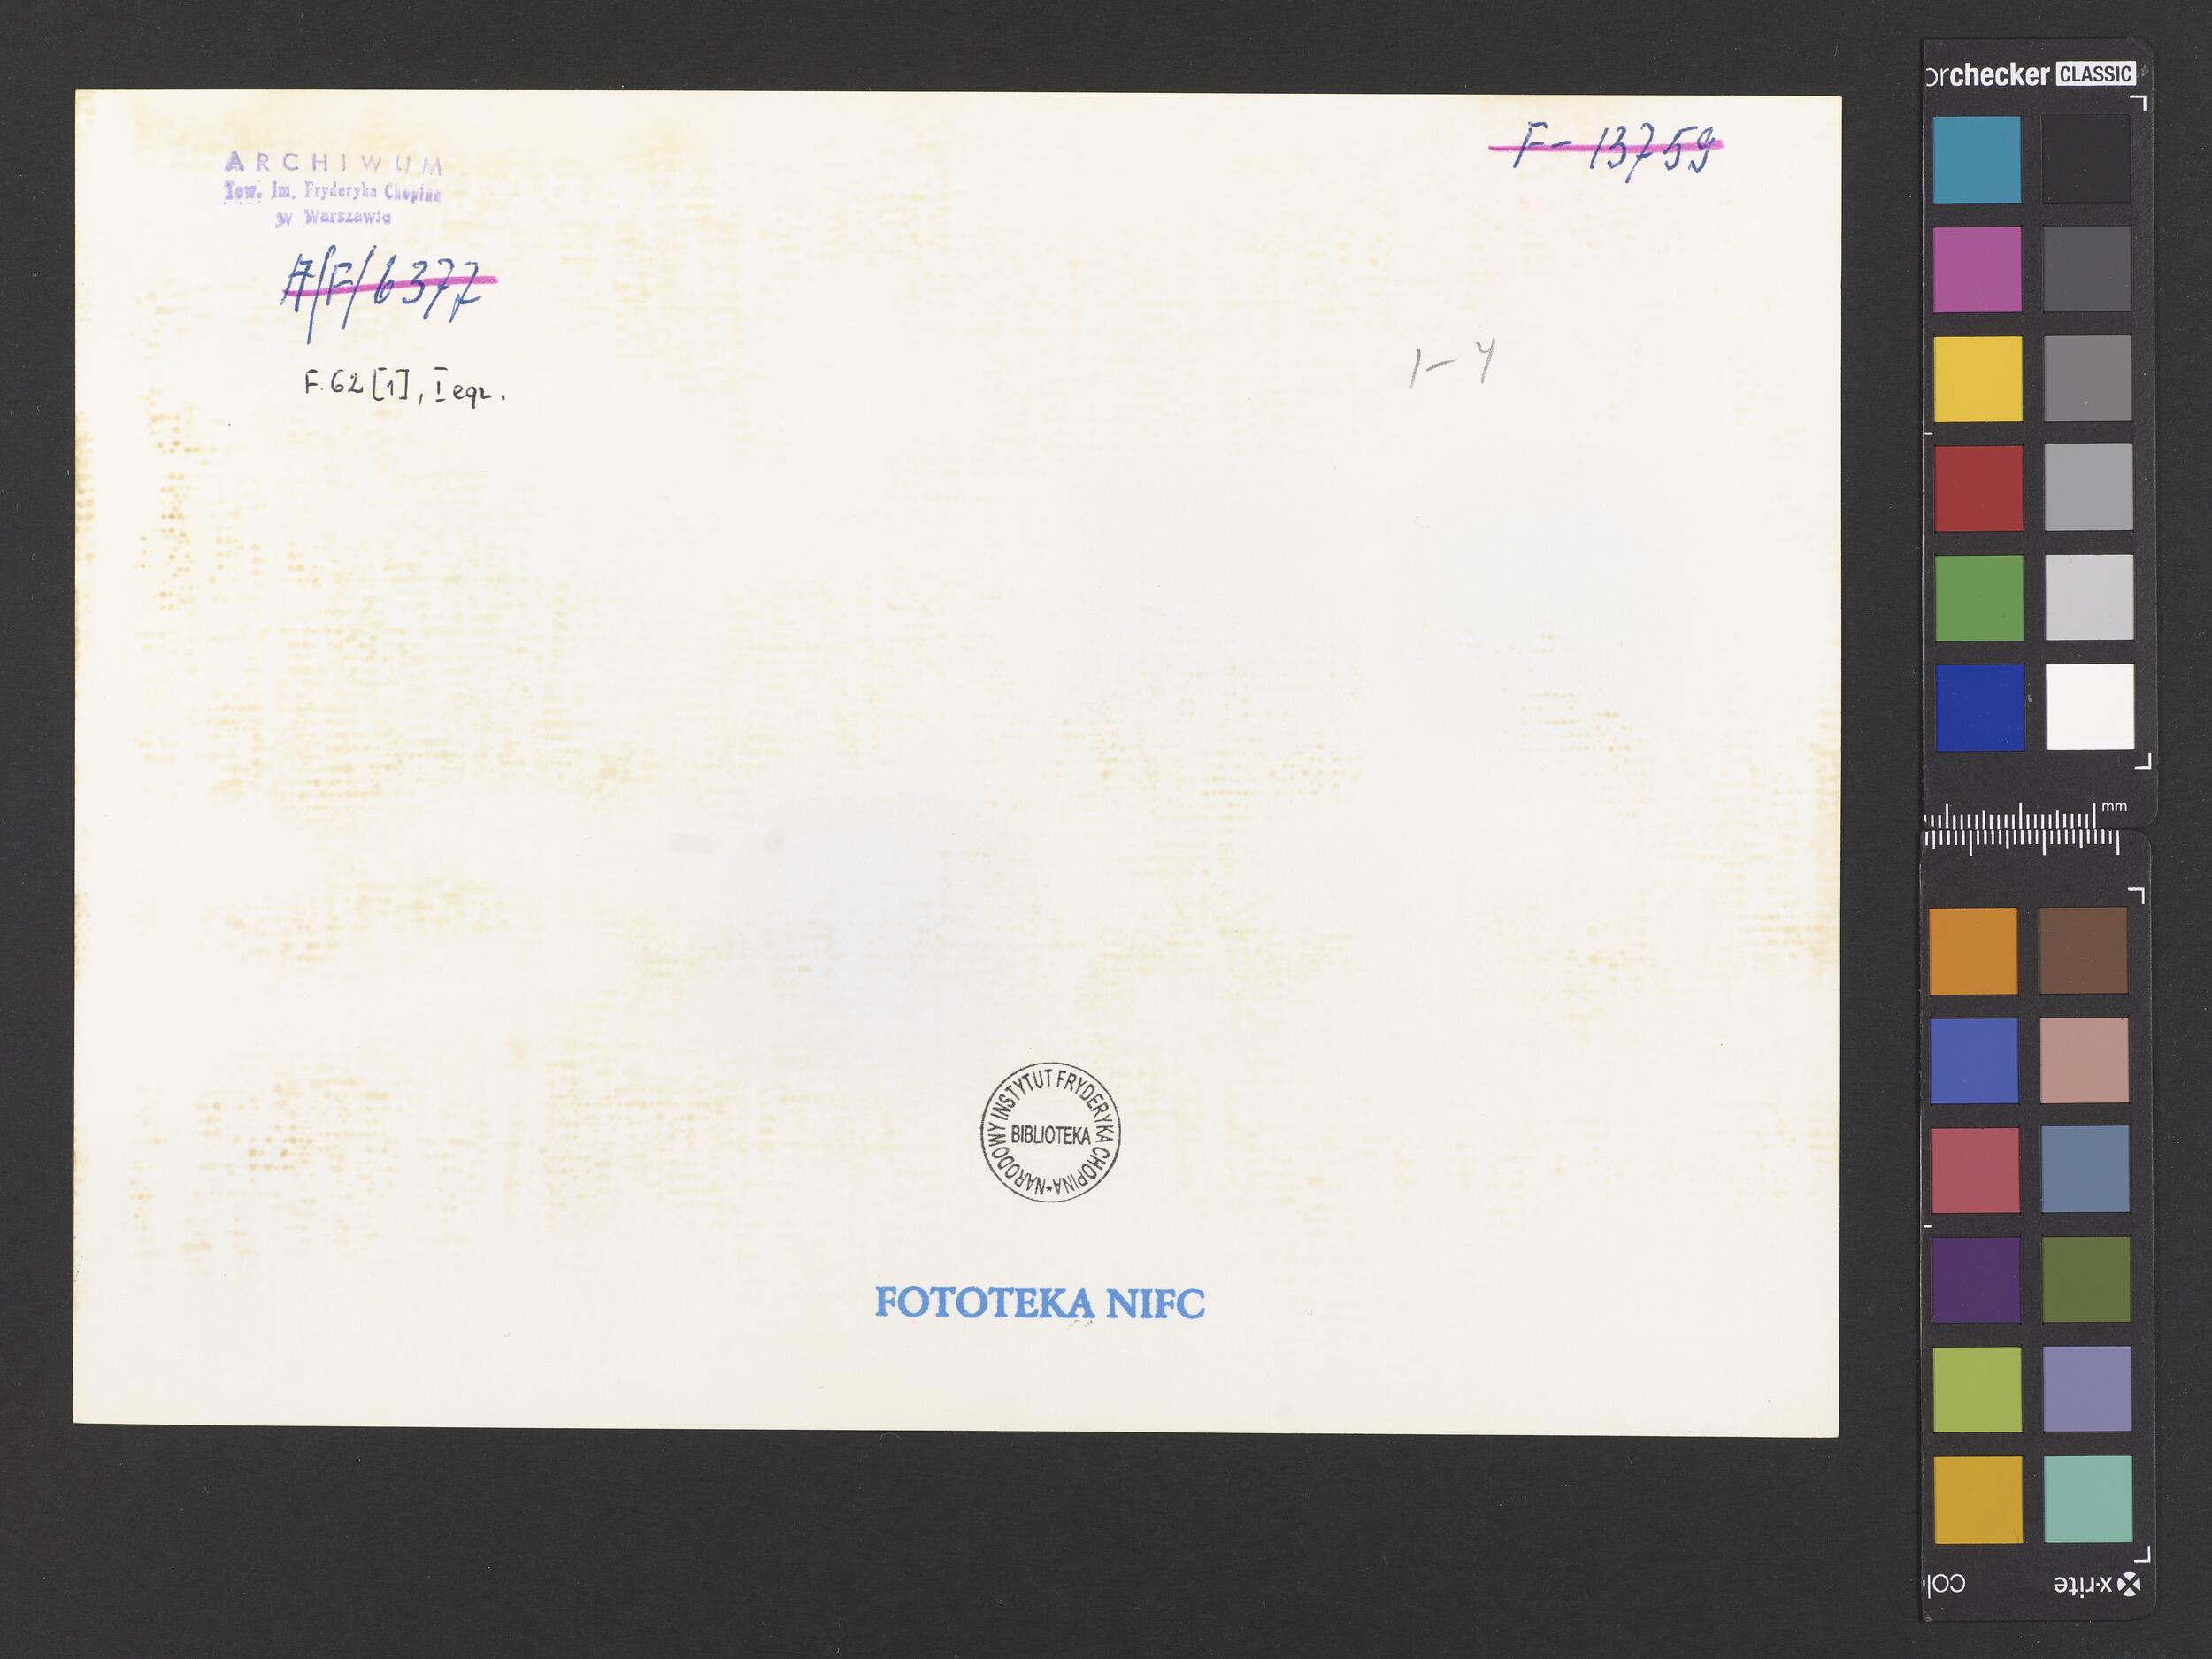 ARCHIWUM
Tow. Im. Fryderyka Chopina
w Warszawie
A/F/6377
F.62[1], I egz.
F-13759
1-4
NARODOWY INSTYTUT FRYDERYKA CHOPINA*
BIBLIOTEKA
FOTOTEKA NIFC
orchecker CLASSIC
mm
x-rite
col